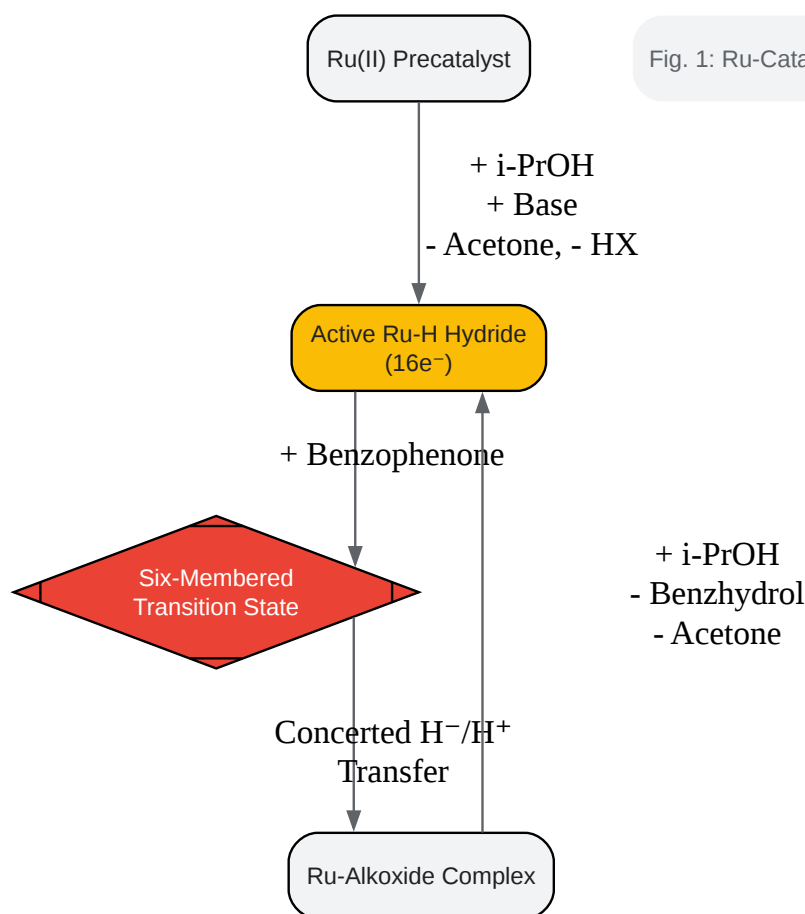 Ru(II) Precatalyst
Fig. 1: Ru-Cata
+ i-PrOH
+ Base
- Acetone, - HX
Active Ru-H Hydride
(16e⁻)
+ Benzophenone
Six-Membered
Transition State
+ i-PrOH
- Benzhydrol
- Acetone
Concerted H⁻/H⁺
Transfer
Ru-Alkoxide Complex